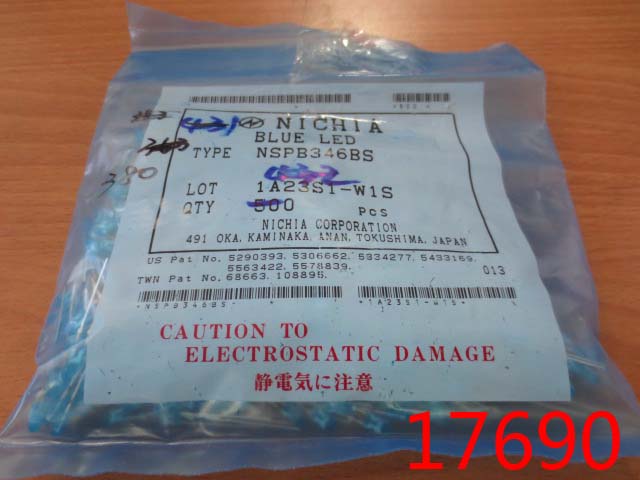 431 NICHIA
BLUE LED
TYPE NSPB346BS
380
LOT 1A23S1-W1S
QTY 500 PCS
NICHIA CORPORATION
491 OKA, KAMINAKA, ANAN, TOKUSHIMA, JAPAN
US Pat No. 5290393, 5306662, 5334277, 5433169,
5563422, 5578839,
TWN Pat No. 68663, 108895,
013
*NSPB346BS* *1A23S1-W1S*
CAUTION TO
ELECTROSTATIC DAMAGE
静電気に注意
17690